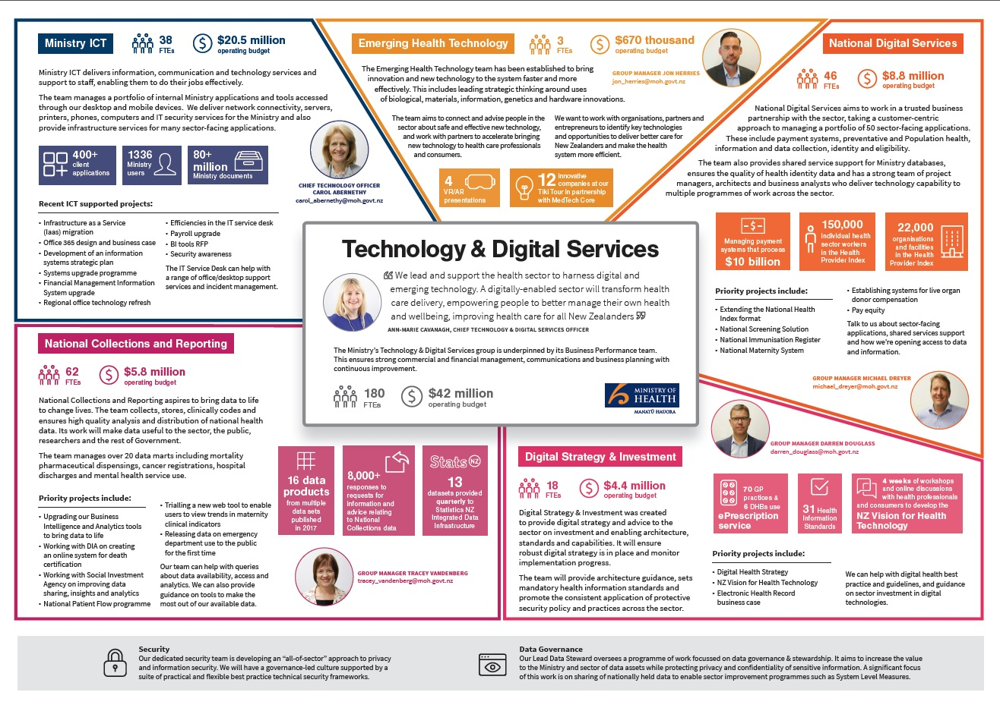 Ministry ICT
38
FTEs
$20.5 million
operating budget
Ministry ICT delivers information, communication and technology services and
support to staff, enabling them to do their jobs effectively.
The team manages a portfolio of internal Ministry applications and tools accessed
through our desktop and mobile devices. We deliver network connectivity, servers,
printers, phones, computers and IT security services for the Ministry and also
provide infrastructure services for many sector-facing applications.
400+
client
applications
1336
Ministry
users
80+
million
Ministry documents
CHIEF TECHNOLOGY OFFICER
CAROL ABERNETHY
carol_abernethy@moh.govt.nz
Recent ICT supported projects:
• Infrastructure as a Service
(Iaas) migration
• Office 365 design and business case
• Development of an information
systems strategic plan
• Systems upgrade programme
• Financial Management Information
System upgrade
• Regional office technology refresh
• Efficiencies in the IT service desk
• Payroll upgrade
• BI tools RFP
• Security awareness
The IT Service Desk can help with
a range of office/desktop support
services and incident management.
Emerging Health Technology
3
FTEs
$670 thousand
operating budget
GROUP MANAGER JON HERRIES
jon_herries@moh.govt.nz
The Emerging Health Technology team has been established to bring
innovation and new technology to the system faster and more
effectively. This includes leading strategic thinking around uses
of biological, materials, information, genetics and hardware innovations.
The team aims to connect and advise people in the
sector about safe and effective new technology,
and work with partners to accelerate bringing
new technology to health care professionals
and consumers.
We want to work with organisations, partners and
entrepreneurs to identify key technologies
and opportunities to deliver better care for
New Zealanders and make the health
system more efficient.
4
VR/AR
presentations
12 innovative
companies at our
Tiki Tour in partnership
with MedTech Core
National Digital Services
46
FTEs
$8.8 million
operating budget
National Digital Services aims to work in a trusted business
partnership with the sector, taking a customer-centric
approach to managing a portfolio of 50 sector-facing applications.
These include payment systems, preventative and Population health,
information and data collection, identity and eligibility.
The team also provides shared service support for Ministry databases,
ensures the quality of health identity data and has a strong team of project
managers, architects and business analysts who deliver technology capability to
multiple programmes of work across the sector.
Managing payment
systems that process
$10 billion
150,000
individual health
sector workers
in the Health
Provider Index
22,000
organisations
and facilities
in the Health
Provider Index
Priority projects include:
• Extending the National Health
Index format
• National Screening Solution
• National Immunisation Register
• National Maternity System
• Establishing systems for live organ
donor compensation
• Pay equity
Talk to us about sector-facing
applications, shared services support
and how we're opening access to data
and information.
GROUP MANAGER MICHAEL DREYER
michael_dreyer@moh.govt.nz
Technology & Digital Services
“We lead and support the health sector to harness digital and
emerging technology. A digitally-enabled sector will transform health
care delivery, empowering people to better manage their own health
and wellbeing, improving health care for all New Zealanders”
ANN-MARIE CAVANAGH, CHIEF TECHNOLOGY & DIGITAL SERVICES OFFICER
The Ministry's Technology & Digital Services group is underpinned by its Business Performance team.
This ensures strong commercial and financial management, communications and business planning with
continuous improvement.
180
FTEs
$42 million
operating budget
MINISTRY OF
HEALTH
MANATŪ HAUORA
National Collections and Reporting
62
FTEs
$5.8 million
operating budget
National Collections and Reporting aspires to bring data to life
to change lives. The team collects, stores, clinically codes and
ensures high quality analysis and distribution of national health
data. Its work will make data useful to the sector, the public,
researchers and the rest of Government.
The team manages over 20 data marts including mortality
pharmaceutical dispensings, cancer registrations, hospital
discharges and mental health service use.
Priority projects include:
• Upgrading our Business
Intelligence and Analytics tools
to bring data to life
• Working with DIA on creating
an online system for death
certification
• Working with Social Investment
Agency on improving data
sharing, insights and analytics
• National Patient Flow programme
• Trialling a new web tool to enable
users to view trends in maternity
clinical indicators
• Releasing data on emergency
department use to the public
for the first time
Our team can help with queries
about data availability, access and
analytics. We can also provide
guidance on tools to make the
most out of our available data.
16 data
products
from multiple
data sets
published
in 2017
8,000+
responses to
requests for
information and
advice relating
to National
Collections data
Stats NZ
13
datasets provided
quarterly to
Statistics NZ
Integrated Data
Infrastructure
GROUP MANAGER TRACEY VANDENBERG
tracey_vandenberg@moh.govt.nz
Digital Strategy & Investment
18
FTEs
$4.4 million
operating budget
Digital Strategy & Investment was created
to provide digital strategy and advice to the
sector on investment and enabling architecture,
standards and capabilities. It will ensure
robust digital strategy is in place and monitor
implementation progress.
The team will provide architecture guidance, sets
mandatory health information standards and
promote the consistent application of protective
security policy and practices across the sector.
GROUP MANAGER DARREN DOUGLASS
darren_douglass@moh.govt.nz
70 GP
practices &
6 DHBs use
ePrescription
service
31 Health
Information
Standards
4 weeks of workshops
and online discussions
with health professionals
and consumers to develop the
NZ Vision for Health
Technology
Priority projects include:
• Digital Health Strategy
• NZ Vision for Health Technology
• Electronic Health Record
business case
We can help with digital health best
practice and guidelines, and guidance
on sector investment in digital
technologies.
Security
Our dedicated security team is developing an “all-of-sector” approach to privacy
and information security. We will have a governance-led culture supported by a
suite of practical and flexible best practice technical security frameworks.
Data Governance
Our Lead Data Steward oversees a programme of work focussed on data governance & stewardship. It aims to increase the value
to the Ministry and sector of data assets while protecting privacy and confidentiality of sensitive information. A significant focus
of this work is on sharing of nationally held data to enable sector improvement programmes such as System Level Measures.